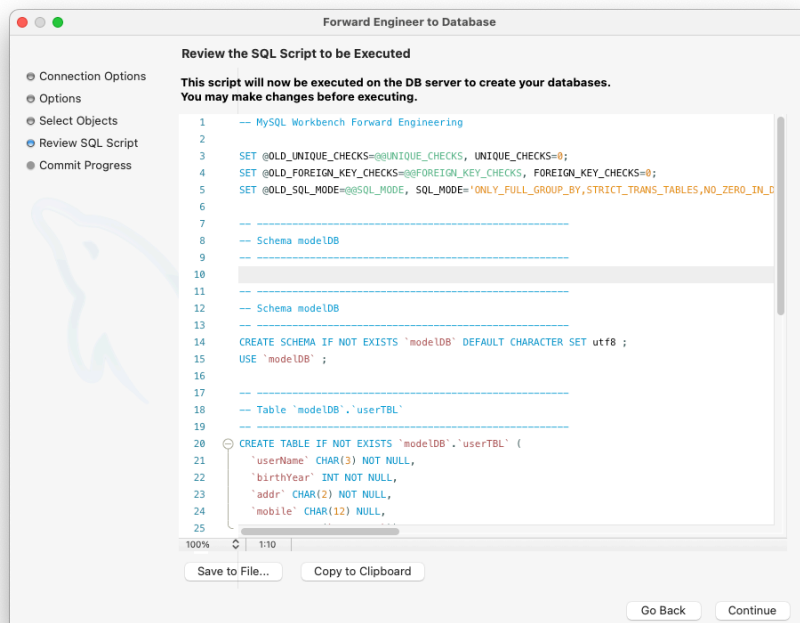 Forward Engineer to Database
Review the SQL Script to be Executed
Connection Options
Options
Select Objects
Review SQL Script
Commit Progress
This script will now be executed on the DB server to create your databases.
You may make changes before executing.
1 -- MySQL Workbench Forward Engineering
2
3 SET @OLD_UNIQUE_CHECKS=@@UNIQUE_CHECKS, UNIQUE_CHECKS=0;
4 SET @OLD_FOREIGN_KEY_CHECKS=@@FOREIGN_KEY_CHECKS, FOREIGN_KEY_CHECKS=0;
5 SET @OLD_SQL_MODE=@@SQL_MODE, SQL_MODE='ONLY_FULL_GROUP_BY,STRICT_TRANS_TABLES,NO_ZERO_IN_D
6
7 -- -----------------------------------------------------
8 -- Schema modelDB
9 -- -----------------------------------------------------
10
11 -- -----------------------------------------------------
12 -- Schema modelDB
13 -- -----------------------------------------------------
14 CREATE SCHEMA IF NOT EXISTS `modelDB` DEFAULT CHARACTER SET utf8 ;
15 USE `modelDB` ;
16
17 -- -----------------------------------------------------
18 -- Table `modelDB`.`userTBL`
19 -- -----------------------------------------------------
20 CREATE TABLE IF NOT EXISTS `modelDB`.`userTBL` (
21 `userName` CHAR(3) NOT NULL,
22 `birthYear` INT NOT NULL,
23 `addr` CHAR(2) NOT NULL,
24 `mobile` CHAR(12) NULL,
25
100% 1:10
Save to File... Copy to Clipboard
Go Back Continue